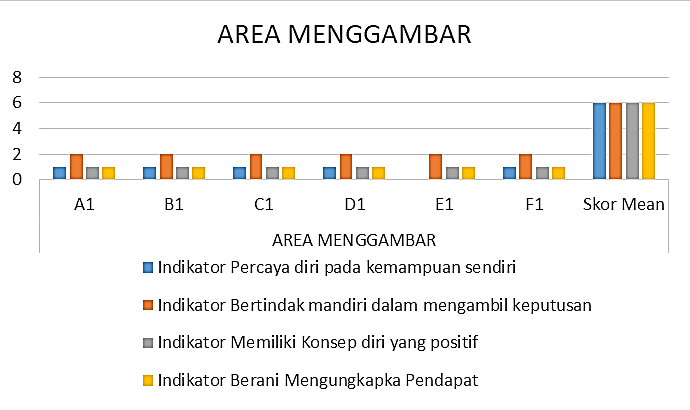 AREA MENGGAMBAR
8
6
4
2
0
A1 B1 C1 D1 E1 F1 Skor Mean
AREA MENGGAMBAR
Indikator Percaya diri pada kemampuan sendiri
Indikator Bertindak mandiri dalam mengambil keputusan
Indikator Memiliki Konsep diri yang positif
Indikator Berani Mengungkapka Pendapat